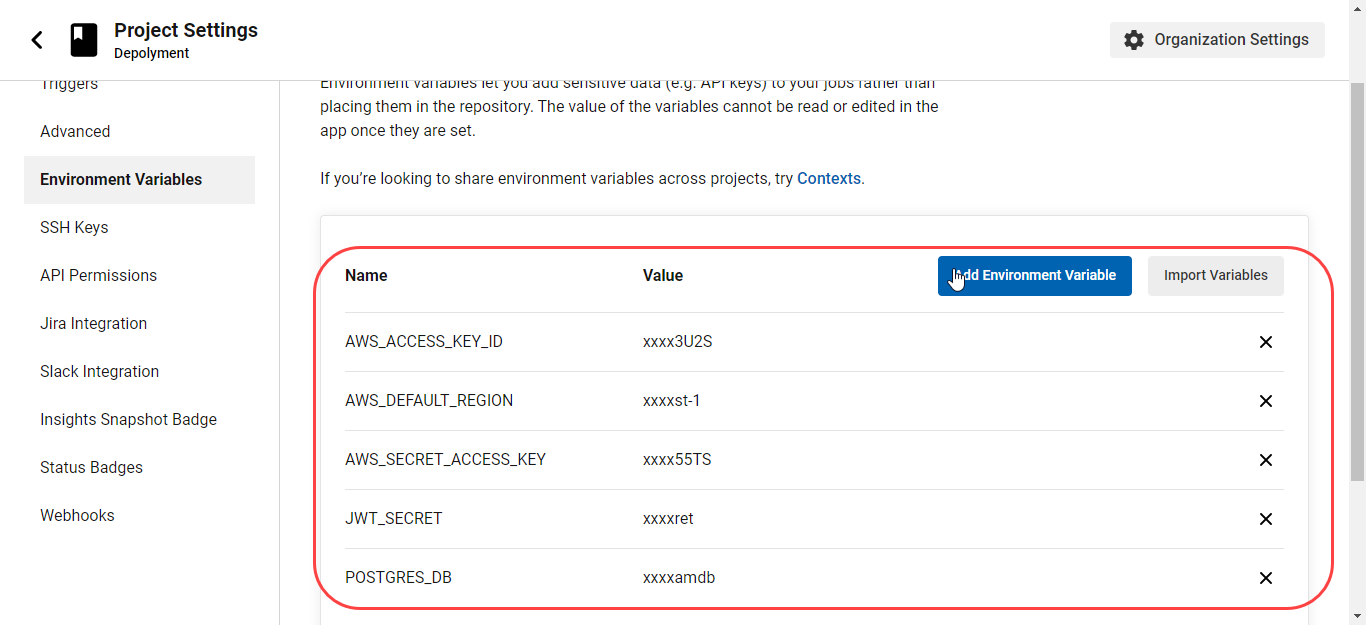 Project Settings
Depolyment
Organization Settings
Triggers
Advanced
Environment Variables
SSH Keys
API Permissions
Jira Integration
Slack Integration
Insights Snapshot Badge
Status Badges
Webhooks
Environment variables let you add sensitive data (e.g. API keys) to your jobs rather than
placing them in the repository. The value of the variables cannot be read or edited in the
app once they are set.
If you’re looking to share environment variables across projects, try Contexts.
Name Value Add Environment Variable Import Variables
AWS_ACCESS_KEY_ID xxxx3U2S
AWS_DEFAULT_REGION xxxxst-1
AWS_SECRET_ACCESS_KEY xxxx55TS
JWT_SECRET xxxxret
POSTGRES_DB xxxxamdb